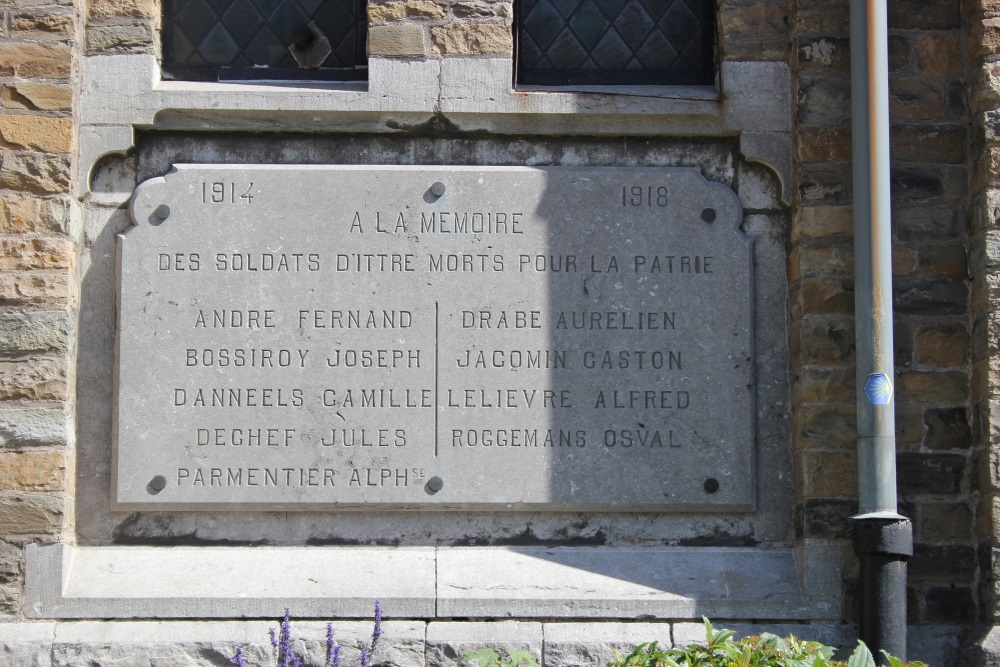 1914 1918
A LA MEMOIRE
DES SOLDATS D'ITTRE MORTS POUR LA PATRIE
ANDRE FERNAND DRABE AURELIEN
BOSSIROY JOSEPH JACQMIN GASTON
DANNEELS CAMILLE LELIEVRE ALFRED
DECHEF JULES ROGGEMANS OSVAL
PARMENTIER ALPHSE